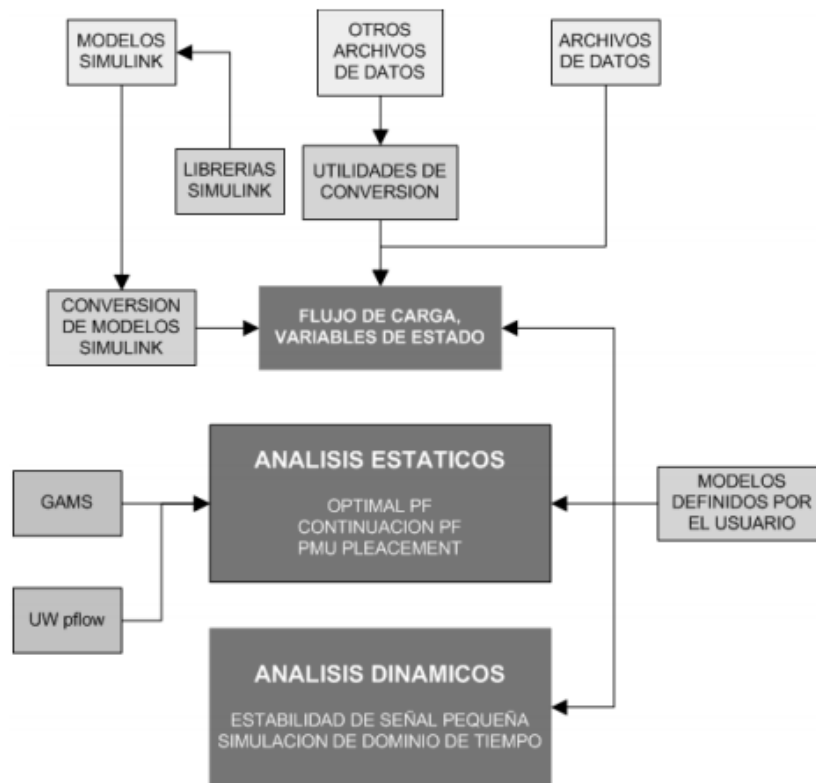 MODELOS
SIMULINK
OTROS
ARCHIVOS
DE DATOS
ARCHIVOS
DE DATOS
LIBRERIAS
SIMULINK
UTILIDADES DE
CONVERSION
CONVERSION
DE MODELOS
SIMULINK
FLUJO DE CARGA,
VARIABLES DE ESTADO
ANALISIS ESTATICOS
OPTIMAL PF
CONTINUACION PF
PMU PLEACEMENT
GAMS
UW pflow
MODELOS
DEFINIDOS POR
EL USUARIO
ANALISIS DINAMICOS
ESTABILIDAD DE SEÑAL PEQUEÑA
SIMULACION DE DOMINIO DE TIEMPO